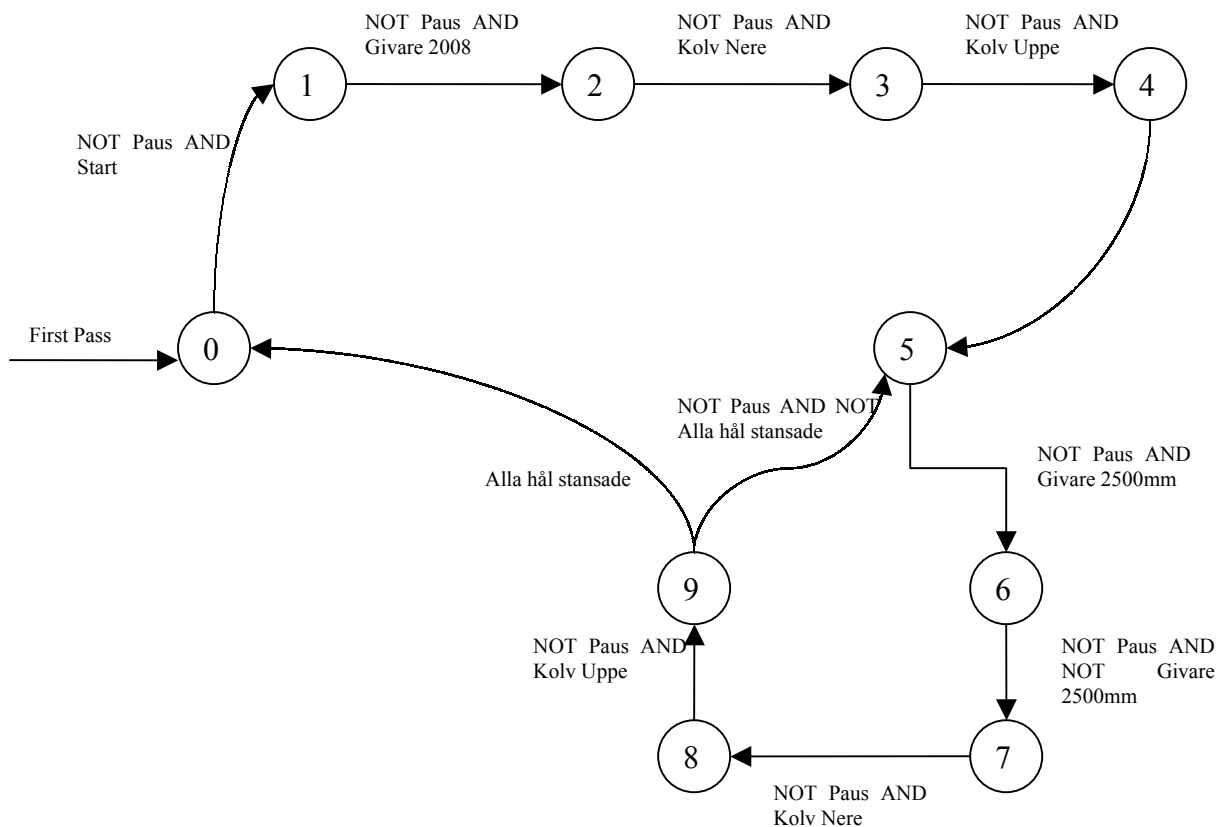 NOT Paus AND
Givare 2008
NOT Paus AND
Kolv Nere
NOT Paus AND
Kolv Uppe
1
2
3
4
NOT Paus AND
Start
First Pass
0
5
NOT Paus AND NOT
Alla hål stansade
Alla hål stansade
NOT Paus AND
Givare 2500mm
9
6
NOT Paus AND
Kolv Uppe
NOT Paus AND
NOT Givare
2500mm
8
7
NOT Paus AND
Kolv Nere